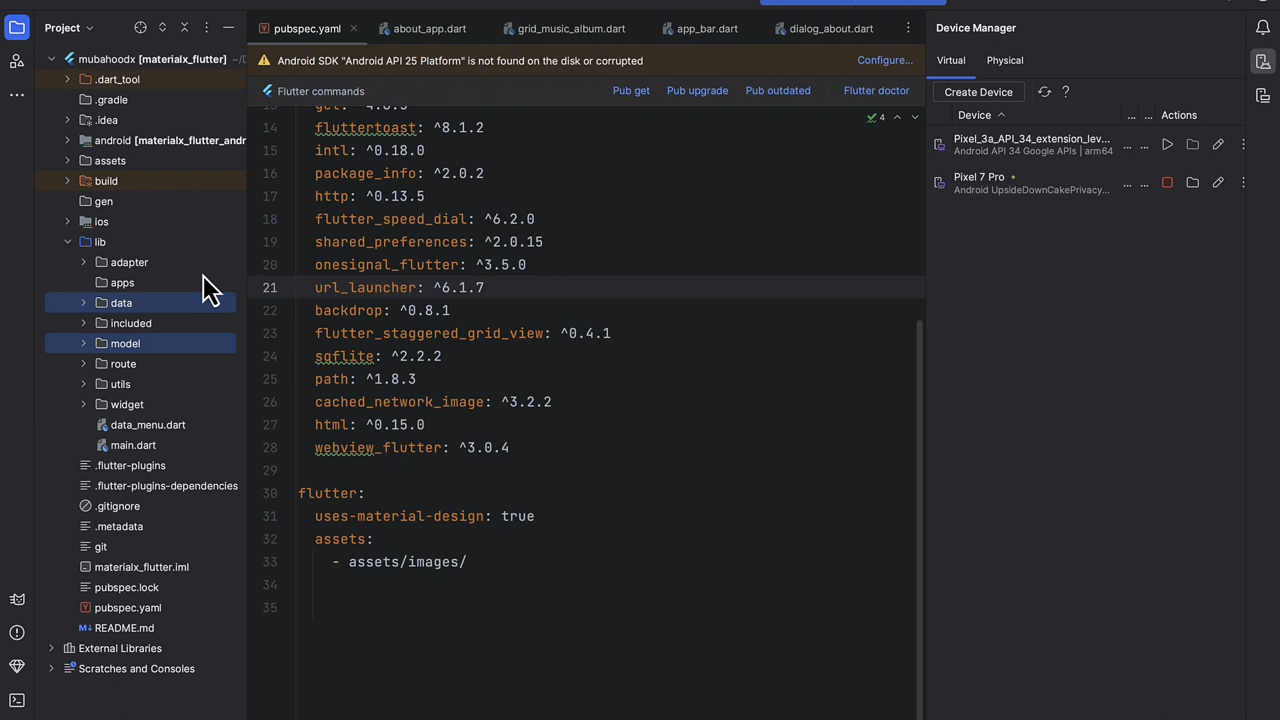 Project
mubahoodx [materialx_flutter] ~/D
.dart_tool
.gradle
.idea
android [materialx_flutter_andr
assets
build
gen
ios
lib
adapter
apps
data
included
model
route
utils
widget
data_menu.dart
main.dart
.flutter-plugins
.flutter-plugins-dependencies
.gitignore
.metadata
git
materialx_flutter.iml
pubspec.lock
pubspec.yaml
README.md
External Libraries
Scratches and Consoles
pubspec.yaml about_app.dart grid_music_album.dart app_bar.dart dialog_about.dart
Android SDK "Android API 25 Platform" is not found on the disk or corrupted Configure...
Flutter commands Pub get Pub upgrade Pub outdated Flutter doctor
4
14 fluttertoast: ^8.1.2
15 intl: ^0.18.0
16 package_info: ^2.0.2
17 http: ^0.13.5
18 flutter_speed_dial: ^6.2.0
19 shared_preferences: ^2.0.15
20 onesignal_flutter: ^3.5.0
21 url_launcher: ^6.1.7
22 backdrop: ^0.8.1
23 flutter_staggered_grid_view: ^0.4.1
24 sqflite: ^2.2.2
25 path: ^1.8.3
26 cached_network_image: ^3.2.2
27 html: ^0.15.0
28 webview_flutter: ^3.0.4
29
30 flutter:
31 uses-material-design: true
32 assets:
33 - assets/images/
34
35
Device Manager
Virtual Physical
Create Device ?
Device ... ... Actions
Pixel_3a_API_34_extension_lev... ... ...
Android API 34 Google APIs | arm64
Pixel 7 Pro ... ...
Android UpsideDownCakePrivacy...